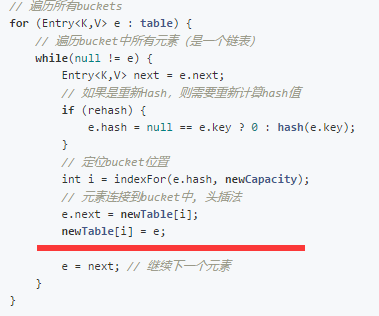 // 遍历所有buckets
for (Entry<K,V> e : table) {
// 遍历bucket中所有元素（是一个链表）
while(null != e) {
Entry<K,V> next = e.next;
// 如果是重新Hash，则需要重新计算hash值
if (rehash) {
e.hash = null == e.key ? 0 : hash(e.key);
}
// 定位bucket位置
int i = indexFor(e.hash, newCapacity);
// 元素连接到bucket中，头插法
e.next = newTable[i];
newTable[i] = e;
e = next; // 继续下一个元素
}
}